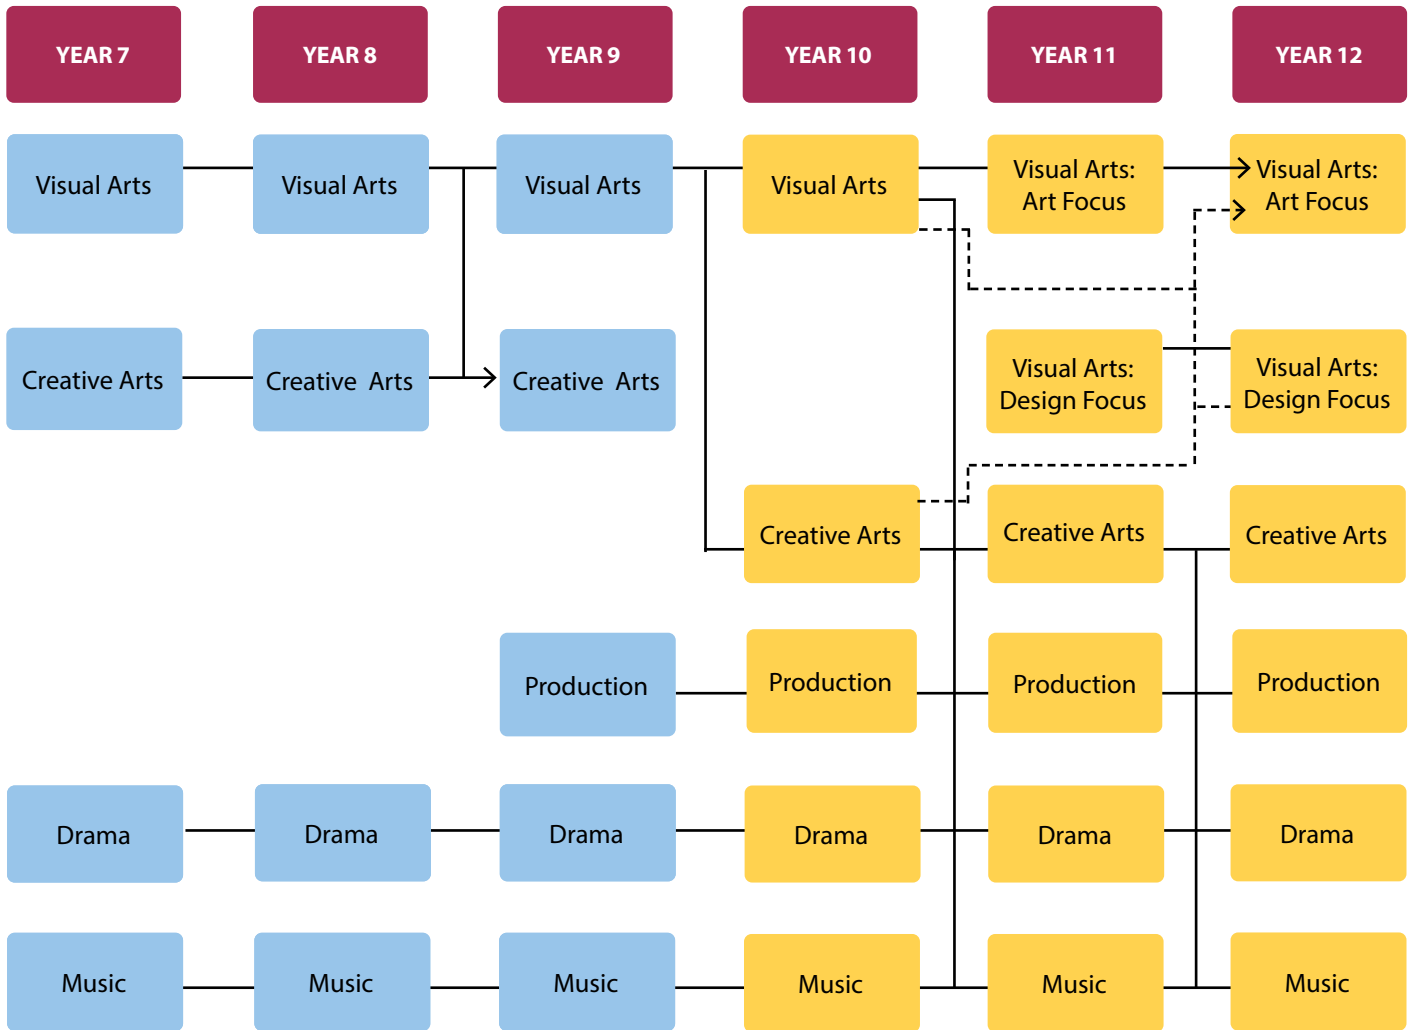 YEAR 7
YEAR 8
YEAR 9
YEAR 10
YEAR 11
YEAR 12
Visual Arts
Visual Arts
Visual Arts
Visual Arts
Visual Arts:
Art Focus
Visual Arts:
Art Focus
Creative Arts
Creative Arts
Creative Arts
Visual Arts:
Design Focus
Visual Arts:
Design Focus
Creative Arts
Creative Arts
Creative Arts
Production
Production
Production
Production
Drama
Drama
Drama
Drama
Drama
Drama
Music
Music
Music
Music
Music
Music